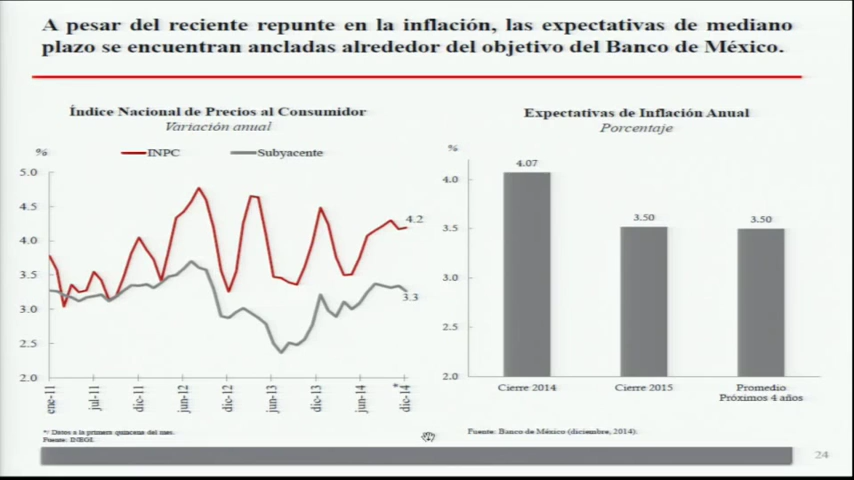 A pesar del reciente repunte en la inflación, las expectativas de mediano
plazo se encuentran ancladas alrededor del objetivo del Banco de México.
Índice Nacional de Precios al Consumidor
Variación anual
%
INPC
Subyacente
5.0
4.5
4.0
3.5
3.0
2.5
2.0
4.2
3.3
ene-11
jul-11
dic-11
jun-12
dic-12
jun-13
dic-13
jun-14
*
dic-14
*/ Datos a la primera quincena del mes.
Fuente: INEGI.
Expectativas de Inflación Anual
Porcentaje
%
4.0
3.5
3.0
2.5
2.0
4.07
3.50
3.50
Cierre 2014
Cierre 2015
Promedio
Próximos 4 años
Fuente: Banco de México (diciembre, 2014).
24